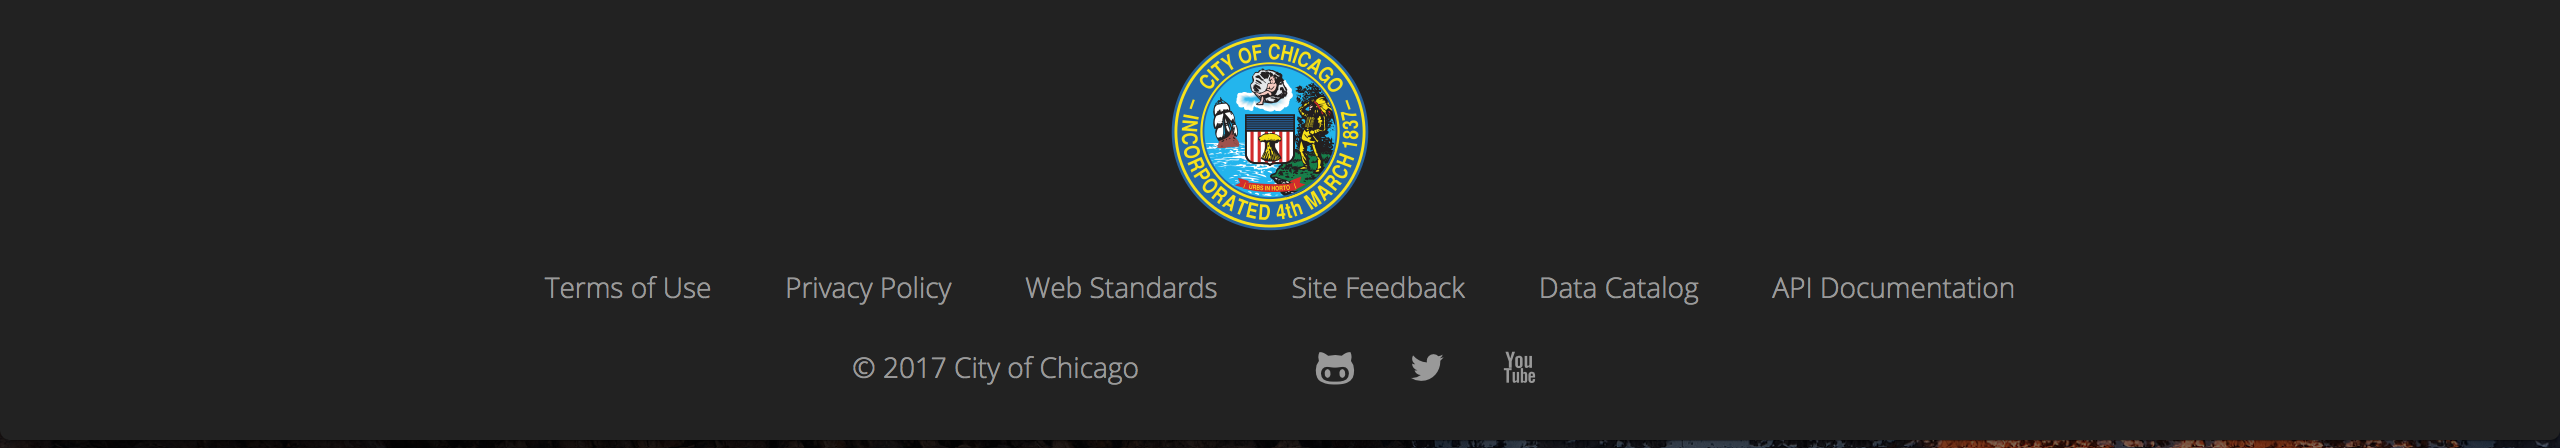 CITY OF CHICAGO
INCORPORATED 4th MARCH 1837
URBS IN HORTO
Terms of Use Privacy Policy Web Standards Site Feedback Data Catalog API Documentation
© 2017 City of Chicago You Tube